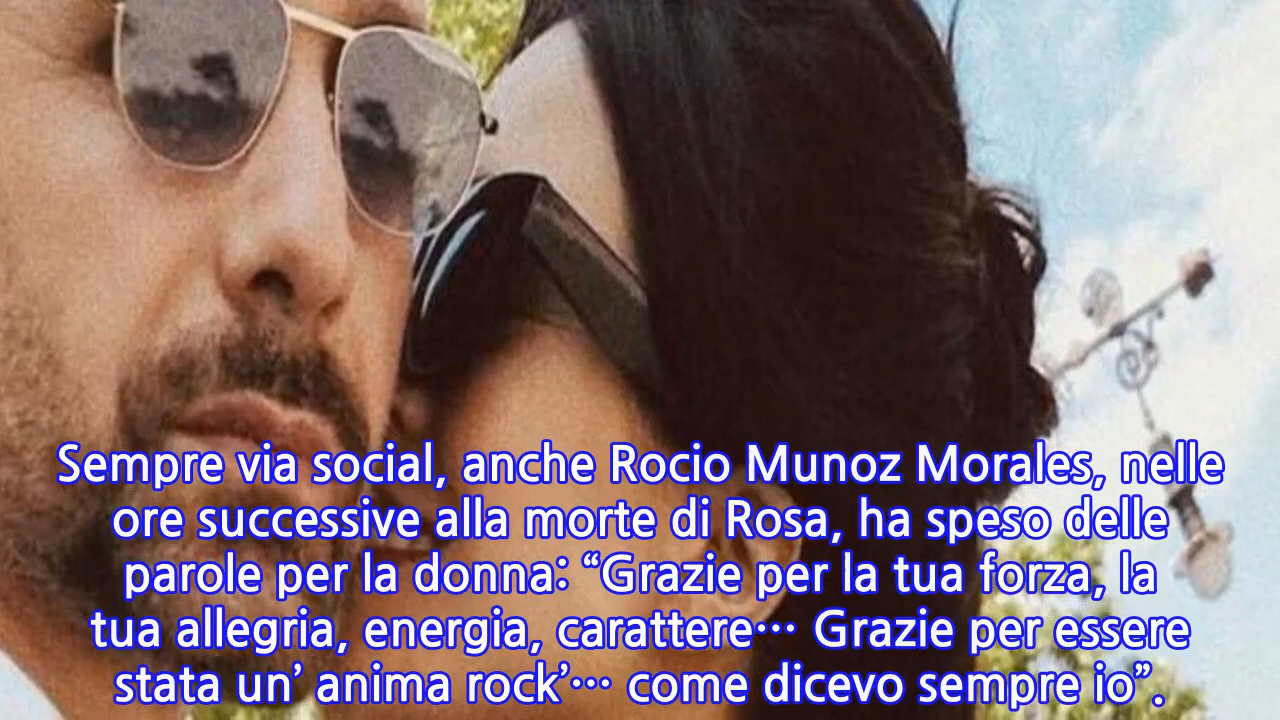 Sempre via social, anche Rocio Munoz Morales, nelle
ore successive alla morte di Rosa, ha speso delle
parole per la donna: “Grazie per la tua forza, la
tua allegria, energia, carattere… Grazie per essere
stata un’ anima rock’… come dicevo sempre io”.